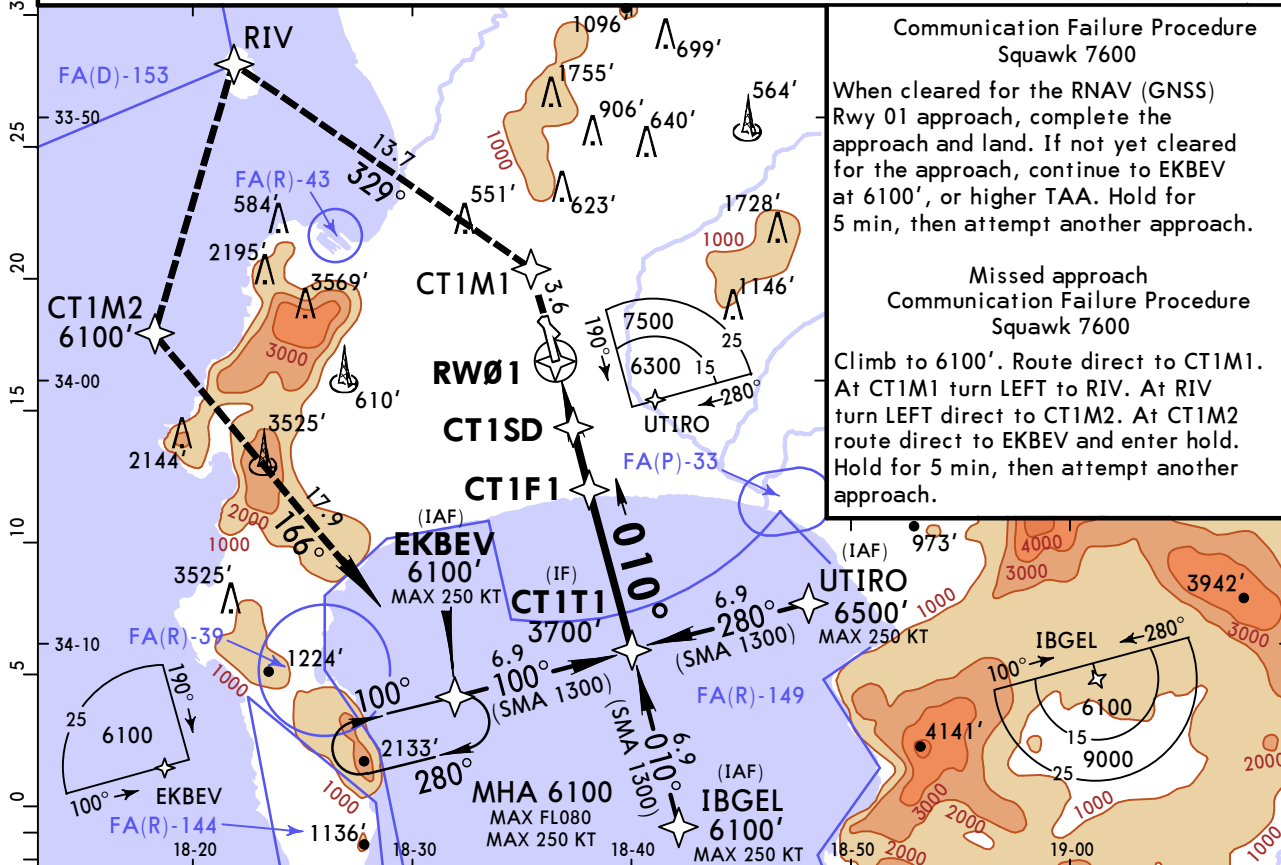 3
1096'
RIV
699'
FA(D)-153
1755'
564'
33-50
25
906'
640'
1000
13.7
329°
FA(R)-43
584'
551'
623'
1728'
2195'
1000
20
3569'
CT1M1
3.6
1146'
CT1M2
6100'
190°
7500
25
3000
6300
15
RWØ1
34-00
280°
610'
UTIRO
15
3525'
CT1SD
2144'
FA(P)-33
CT1F1
17.9
166°
2000
1000
10
Communication Failure Procedure
Squawk 7600
When cleared for the RNAV (GNSS)
Rwy 01 approach, complete the
approach and land. If not yet cleared
for the approach, continue to EKBEV
at 6100', or higher TAA. Hold for
5 min, then attempt another approach.
Missed approach
Communication Failure Procedure
Squawk 7600
Climb to 6100'. Route direct to CT1M1.
At CT1M1 turn LEFT to RIV. At RIV
turn LEFT direct to CT1M2. At CT1M2
route direct to EKBEV and enter hold.
Hold for 5 min, then attempt another
approach.
(IAF)
EKBEV
6100'
MAX 250 KT
010°
973'
4000
3000
(IAF)
UTIRO
6500'
MAX 250 KT
3525'
(IF)
CT1T1
3700'
6.9
280°
(SMA 1300)
1000
3942'
3000
FA(R)-39
34-10
5
1224'
1000
100°
6.9
100°
(SMA 1300)
FA(R)-149
IBGEL
280°
100°
6100
15
9000
25
190°
25
6100
100°
EKBEV
2133'
280°
1000
6.9
010°
(SMA 1300)
4141'
2000
3000
1000
2000
0
MHA 6100
MAX FL080
MAX 250 KT
(IAF)
IBGEL
6100'
MAX 250 KT
FA(R)-144
1136'
18-20
18-30
18-40
18-50
19-00
2000
1000